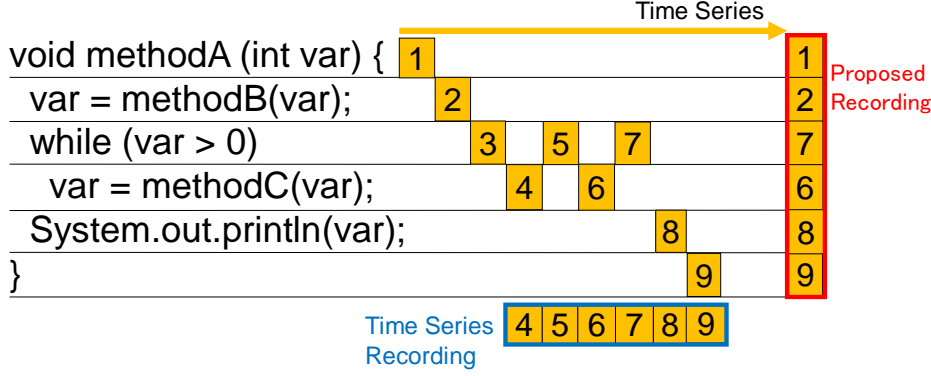 Time Series
void methodA (int var) { 1 1
Proposed
Recording
var = methodB(var); 2 2
while (var > 0) 3 5 7 7
var = methodC(var); 4 6 6
System.out.println(var); 8 8
} 9 9
Time Series
Recording
4 5 6 7 8 9